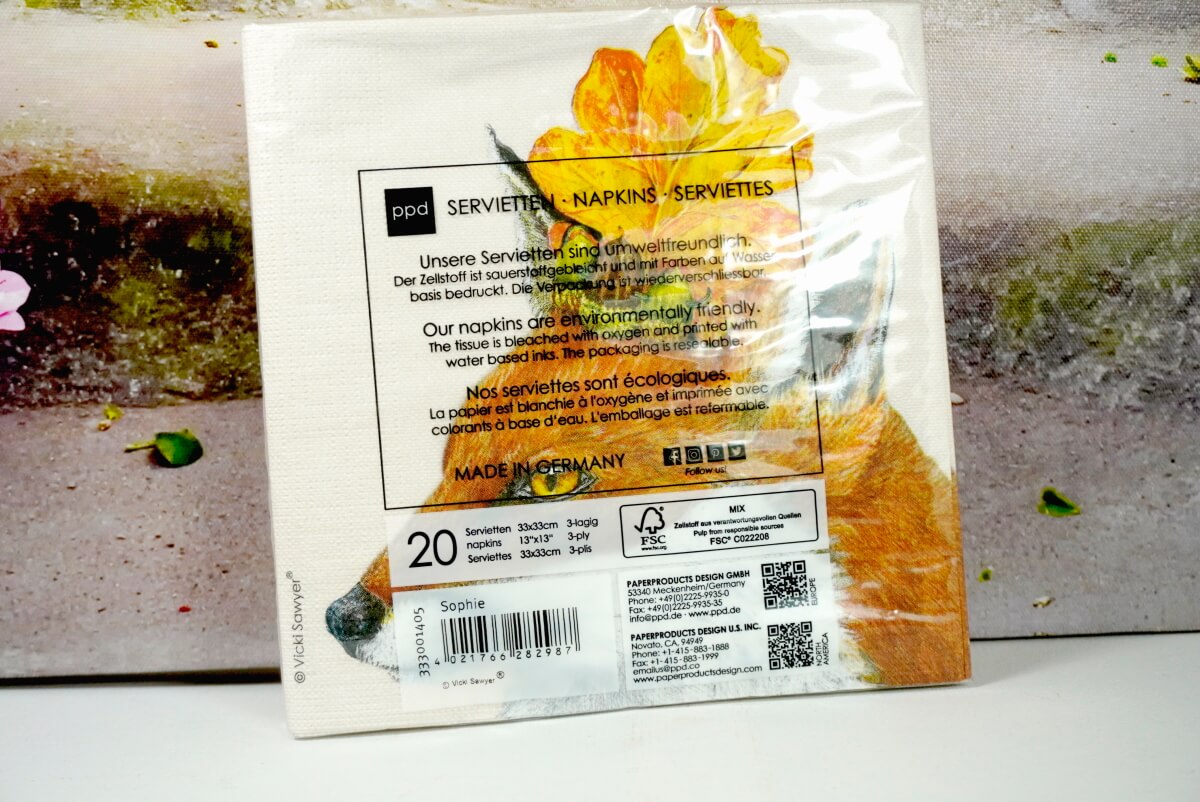 ppd
SERVIETTEN · NAPKINS · SERVIETTES
Unsere Servietten sind umweltfreundlich.
Der Zellstoff ist sauerstoffgebleicht und mit Farben auf Wasser
basis bedruckt. Die Verpackung ist wiederverschliessbar.
Our napkins are environmentally friendly.
The tissue is bleached with oxygen and printed with
water based inks. The packaging is resealable.
Nos serviettes sont écologiques.
La papier est blanchie à l'oxygène et imprimée avec
colorants à base d'eau. L'emballage est refermable.
MADE IN GERMANY
Follow us!
20
Servietten 33x33cm 3-lagig
napkins 13"x13" 3-ply
Serviettes 33x33cm 3-plis
FSC
www.fsc.org
MIX
Zellstoff aus verantwortungsvollen Quellen
Pulp from responsible sources
FSC® C022208
Sophie
333001405
4 021766 282987
© Vicki Sawyer®
PAPERPRODUCTS DESIGN GMBH
53340 Meckenheim/Germany
Phone: +49(0)2225-9935-0
Fax: +49(0)2225-9935-35
info@ppd.de · www.ppd.de
EUROPE
PAPERPRODUCTS DESIGN U.S. INC.
Novato, CA, 94949
Phone: +1-415-883-1888
Fax: +1-415-883-1999
emailus@ppd.co
www.paperproductsdesign.com
NORTH
AMERICA
© Vicki Sawyer®